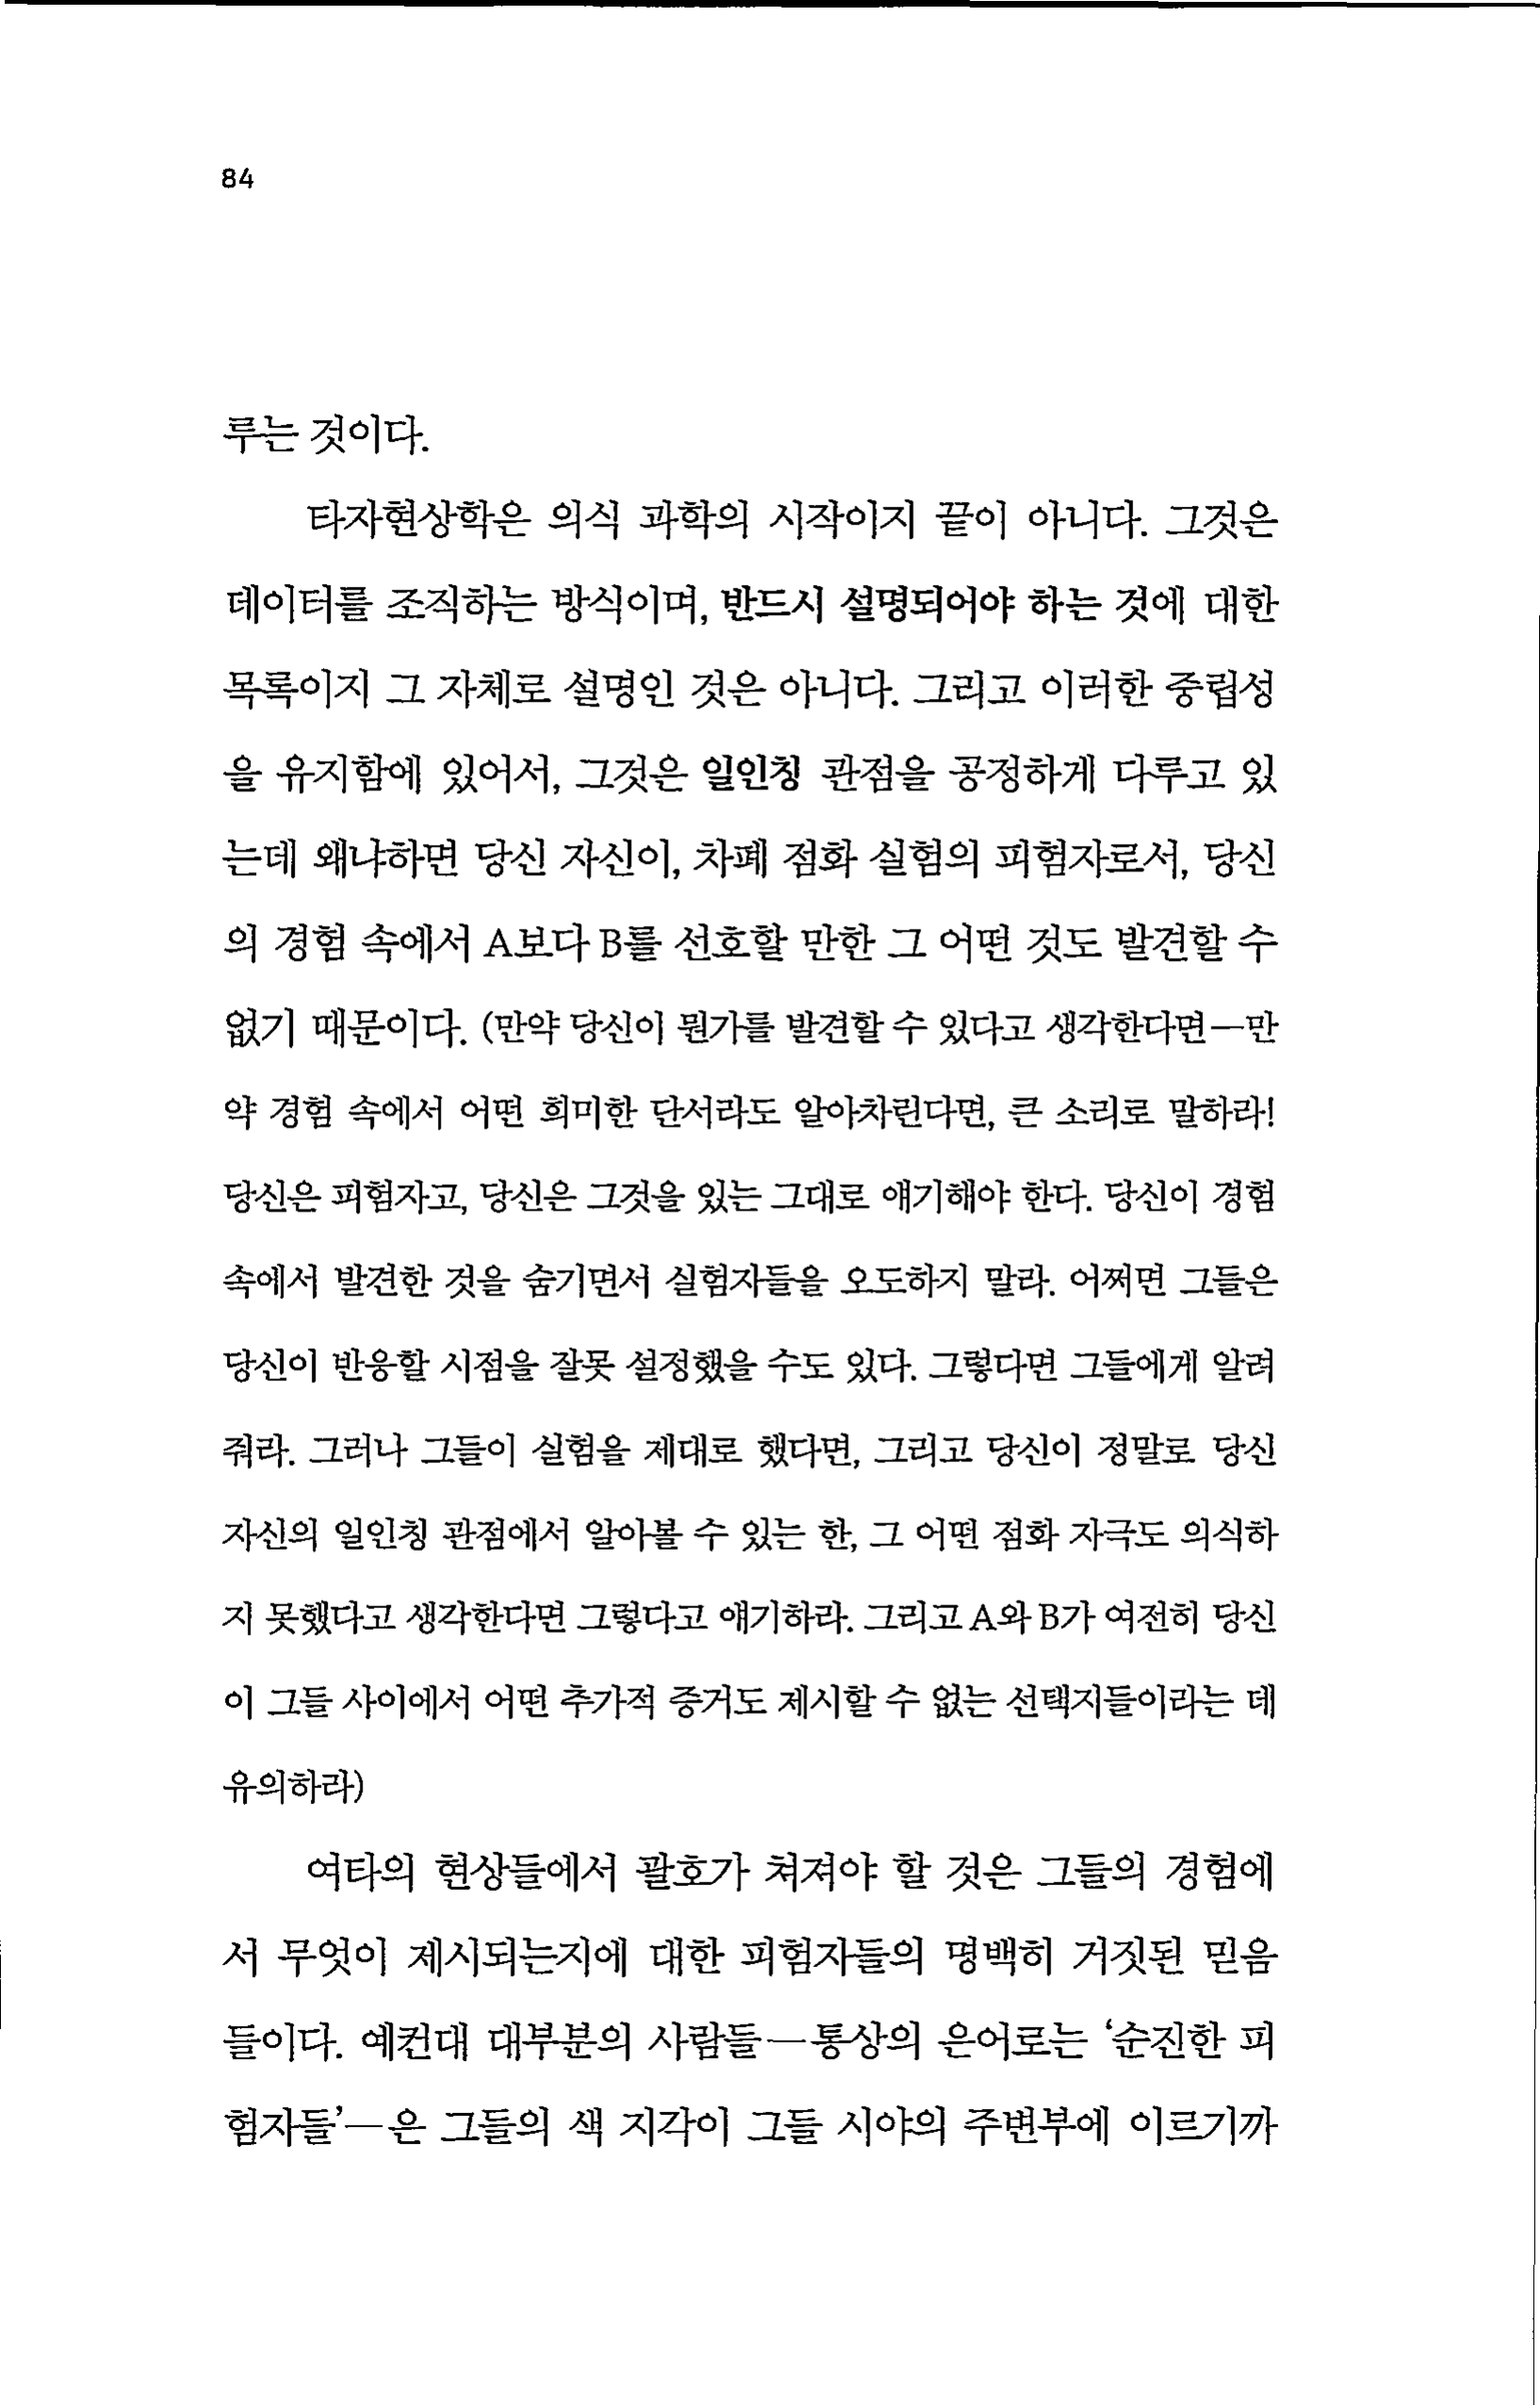 84
루는 것이다.
타자현상학은 의식 과학의 시작이지 끝이 아니다. 그것은
데이터를 조직하는 방식이며, 반드시 설명되어야 하는 것에 대한
목록이지 그 자체로 설명인 것은 아니다. 그리고 이러한 중립성
을 유지함에 있어서, 그것은 일인칭 관점을 공정하게 다루고 있
는데 왜냐하면 당신 자신이, 차폐 점화 실험의 피험자로서, 당신
의 경험 속에서 A보다 B를 선호할 만한 그 어떤 것도 발견할 수
없기 때문이다. (만약 당신이 뭔가를 발견할 수 있다고 생각한다면—만
약 경험 속에서 어떤 희미한 단서라도 알아차린다면, 큰 소리로 말하라!
당신은 피험자고, 당신은 그것을 있는 그대로 얘기해야 한다. 당신이 경험
속에서 발견한 것을 숨기면서 실험자들을 오도하지 말라. 어쩌면 그들은
당신이 반응할 시점을 잘못 설정했을 수도 있다. 그렇다면 그들에게 알려
줘라. 그러나 그들이 실험을 제대로 했다면, 그리고 당신이 정말로 당신
자신의 일인칭 관점에서 알아볼 수 있는 한, 그 어떤 점화 자극도 의식하
지 못했다고 생각한다면 그렇다고 얘기하라. 그리고 A와 B가 여전히 당신
이 그들 사이에서 어떤 추가적 증거도 제시할 수 없는 선택지들이라는 데
유의하라)
여타의 현상들에서 괄호가 쳐져야 할 것은 그들의 경험에
서 무엇이 제시되는지에 대한 피험자들의 명백히 거짓된 믿음
들이다. 예컨대 대부분의 사람들—통상의 은어로는 ‘순진한 피
험자들’—은 그들의 색 지각이 그들 시야의 주변부에 이르기까